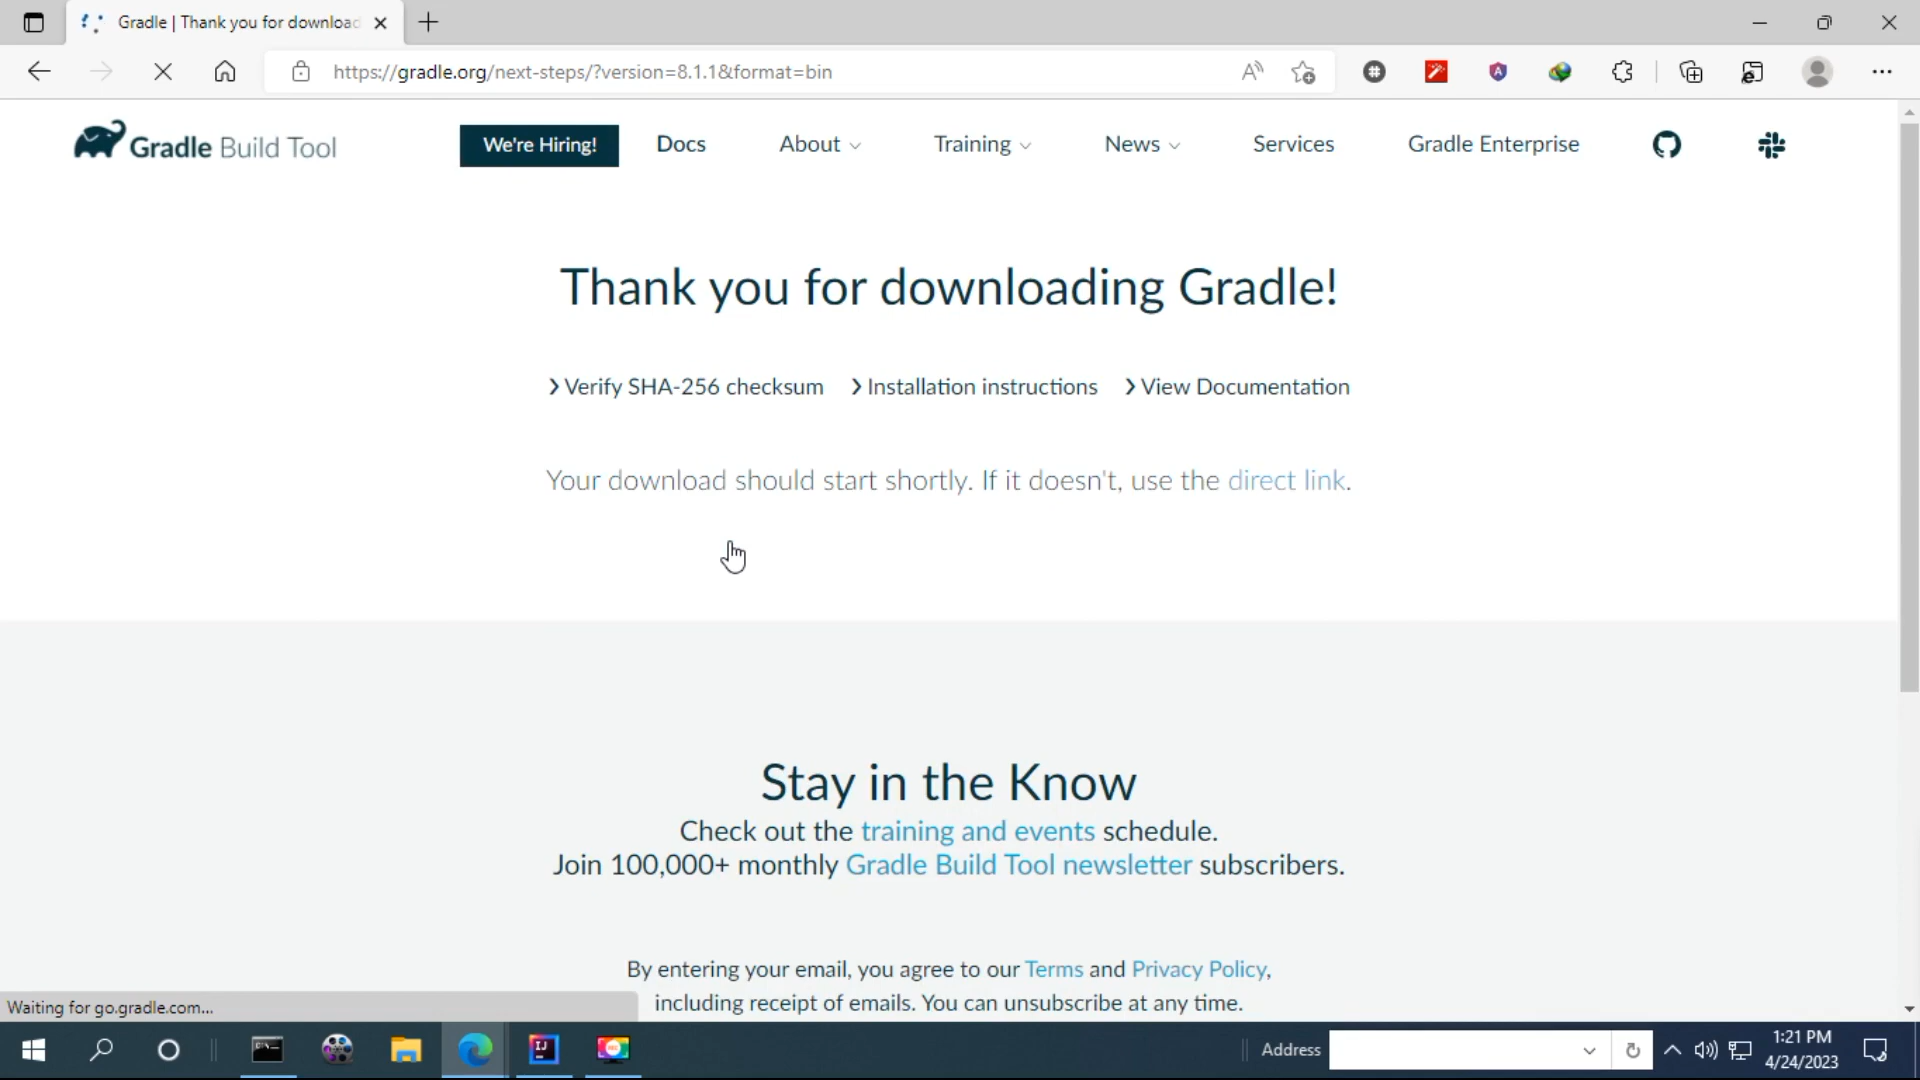 Gradle | Thank you for download
https://gradle.org/next-steps/?version=8.1.1&format=bin
Gradle Build Tool
We're Hiring!
Docs
About
Training
News
Services
Gradle Enterprise
Thank you for downloading Gradle!
Verify SHA-256 checksum
Installation instructions
View Documentation
Your download should start shortly. If it doesn't, use the direct link.
Stay in the Know
Check out the training and events schedule.
Join 100,000+ monthly Gradle Build Tool newsletter subscribers.
By entering your email, you agree to our Terms and Privacy Policy,
including receipt of emails. You can unsubscribe at any time.
Waiting for go.gradle.com...
Address
1:21 PM
4/24/2023